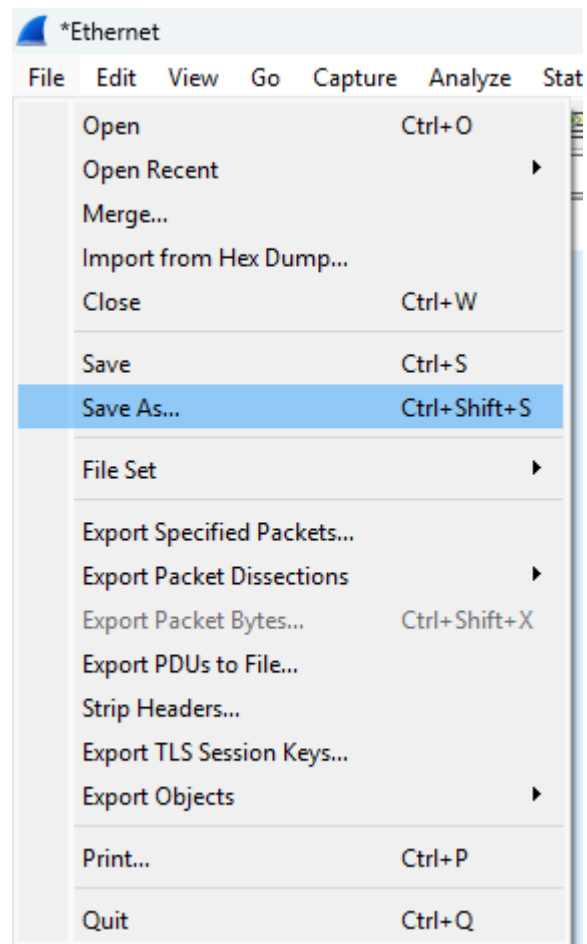 *Ethernet
File Edit View Go Capture Analyze Stat
Open Ctrl+O
Open Recent
Merge...
Import from Hex Dump...
Close Ctrl+W
Save Ctrl+S
Save As... Ctrl+Shift+S
File Set
Export Specified Packets...
Export Packet Dissections
Export Packet Bytes... Ctrl+Shift+X
Export PDUs to File...
Strip Headers...
Export TLS Session Keys...
Export Objects
Print... Ctrl+P
Quit Ctrl+Q